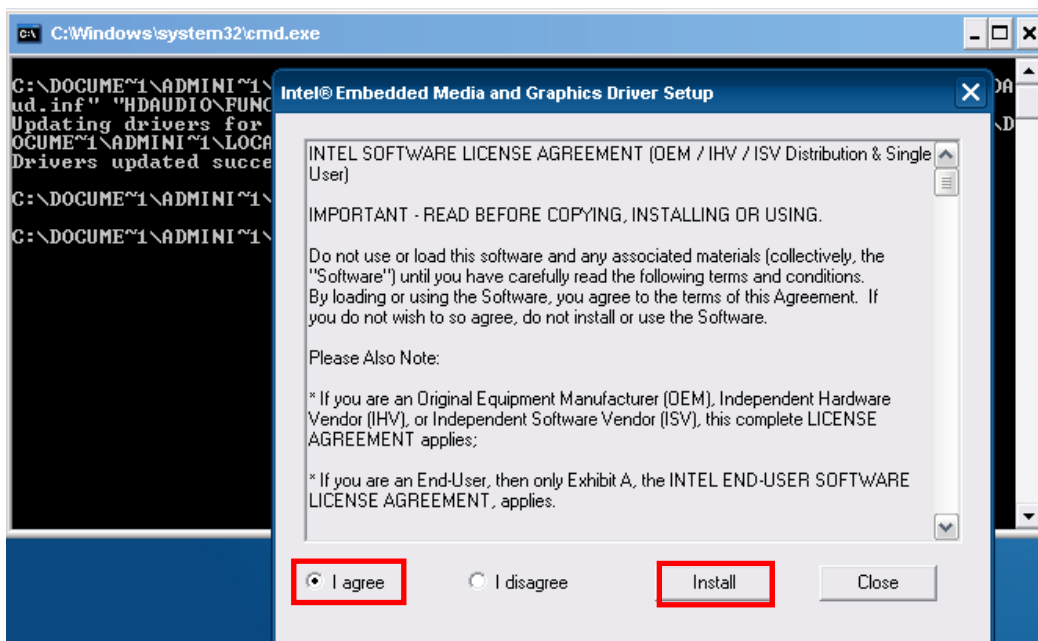 C:\Windows\system32\cmd.exe
C:\DOCUME~1\ADMINI~1\
ud.inf" "HDAUDIO\FUNC
Updating drivers for
OCUME~1\ADMINI~1\LOCA
Drivers updated succe
C:\DOCUME~1\ADMINI~1\
C:\DOCUME~1\ADMINI~1\
DA
\D
Intel® Embedded Media and Graphics Driver Setup
INTEL SOFTWARE LICENSE AGREEMENT (OEM / IHV / ISV Distribution & Single
User)
IMPORTANT - READ BEFORE COPYING, INSTALLING OR USING.
Do not use or load this software and any associated materials (collectively, the
"Software") until you have carefully read the following terms and conditions.
By loading or using the Software, you agree to the terms of this Agreement. If
you do not wish to so agree, do not install or use the Software.
Please Also Note:
* If you are an Original Equipment Manufacturer (OEM), Independent Hardware
Vendor (IHV), or Independent Software Vendor (ISV), this complete LICENSE
AGREEMENT applies;
* If you are an End-User, then only Exhibit A, the INTEL END-USER SOFTWARE
LICENSE AGREEMENT, applies.
I agree
I disagree
Install
Close